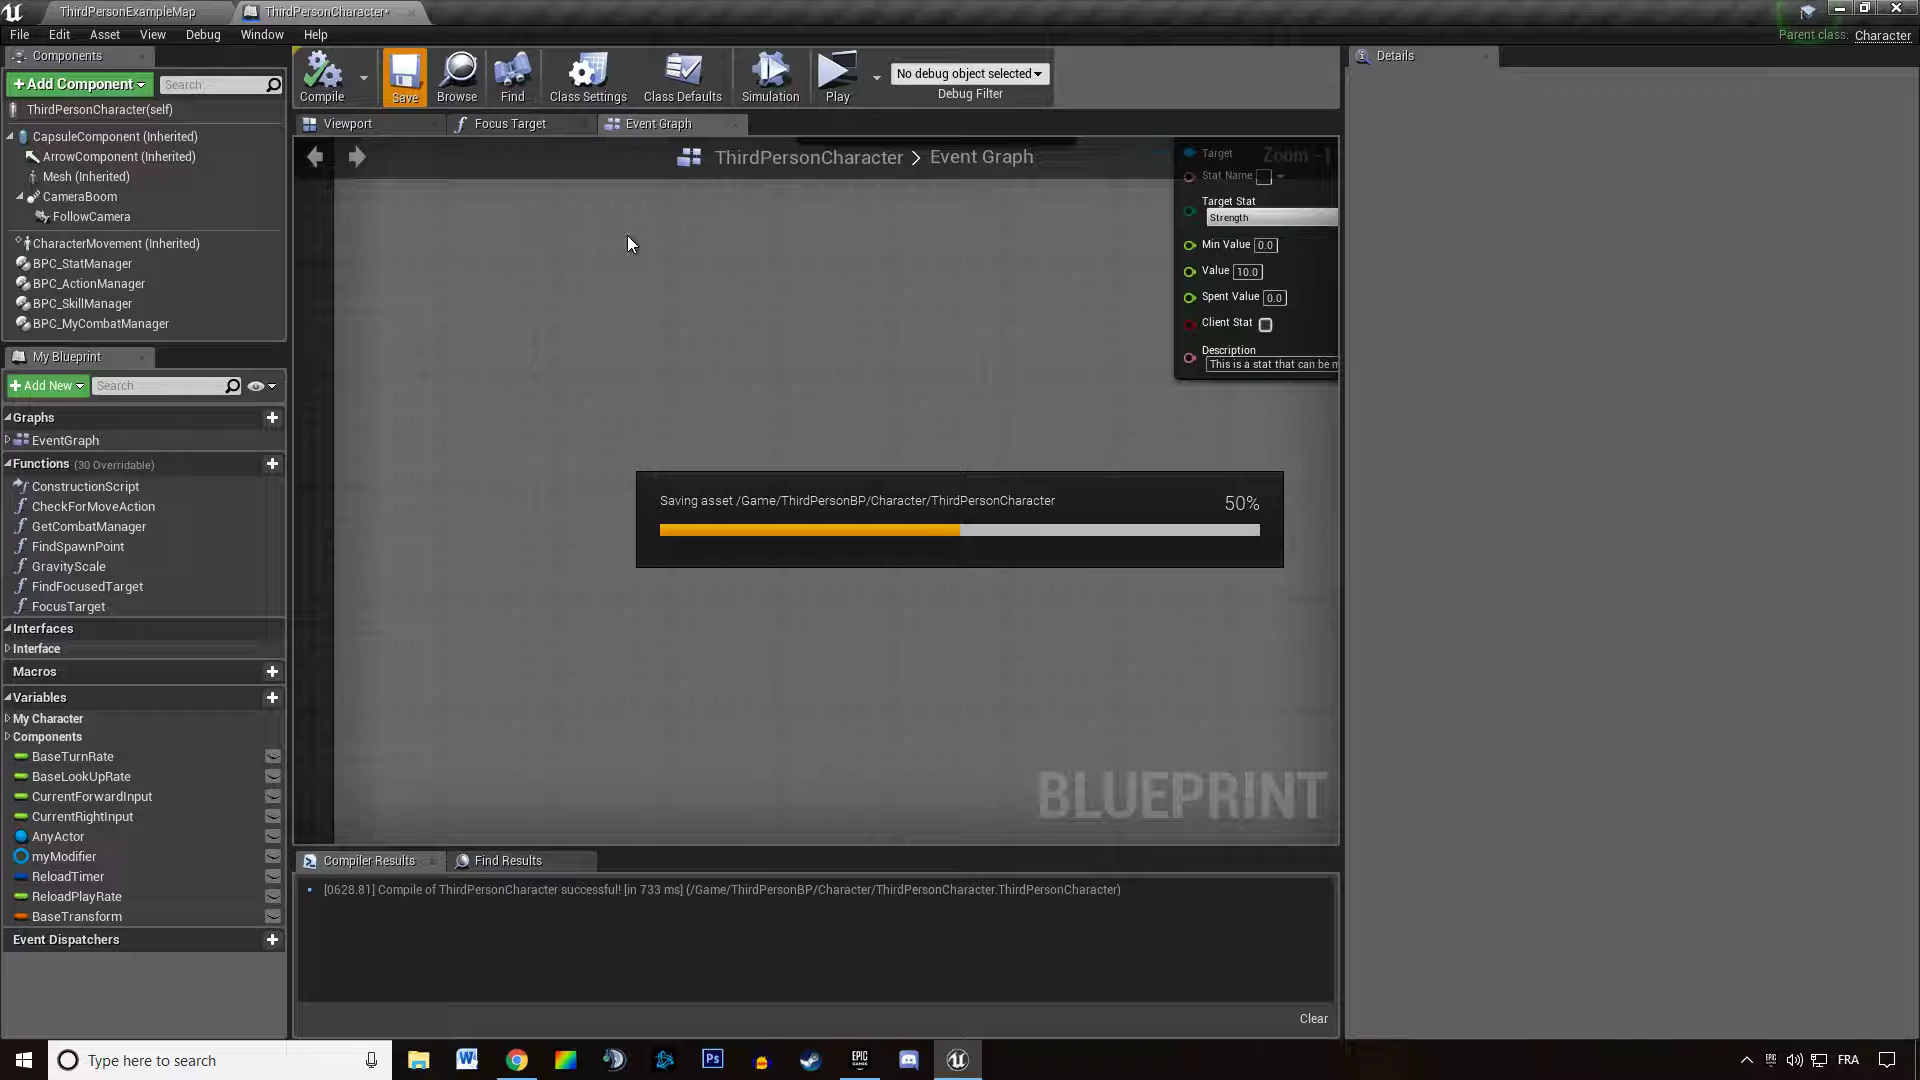 ThirdPersonExampleMap
ThirdPersonCharacter*
File Edit Asset View Debug Window Help
Parent class: Character
Components
+Add Component
Search
ThirdPersonCharacter(self)
CapsuleComponent (Inherited)
ArrowComponent (Inherited)
Mesh (Inherited)
CameraBoom
FollowCamera
CharacterMovement (Inherited)
BPC_StatManager
BPC_ActionManager
BPC_SkillManager
BPC_MyCombatManager
My Blueprint
+Add New
Search
Graphs
EventGraph
Functions (30 Overridable)
ConstructionScript
CheckForMoveAction
GetCombatManager
FindSpawnPoint
GravityScale
FindFocusedTarget
FocusTarget
Interfaces
Interface
Macros
Variables
My Character
Components
BaseTurnRate
BaseLookUpRate
CurrentForwardInput
CurrentRightInput
AnyActor
myModifier
ReloadTimer
ReloadPlayRate
BaseTransform
Event Dispatchers
Compile
Save
Browse
Find
Class Settings
Class Defaults
Simulation
Play
No debug object selected
Debug Filter
Viewport
Focus Target
Event Graph
ThirdPersonCharacter > Event Graph
Zoom -1
Target
Stat Name
Target Stat
Strength
Min Value 0.0
Value 10.0
Spent Value 0.0
Client Stat
Description
This is a stat that can be m
Saving asset /Game/ThirdPersonBP/Character/ThirdPersonCharacter
50%
BLUEPRINT
Compiler Results
Find Results
[0628.81] Compile of ThirdPersonCharacter successful! [in 733 ms] (/Game/ThirdPersonBP/Character/ThirdPersonCharacter.ThirdPersonCharacter)
Clear
Details
Type here to search
W
Ps
EPIC
GAMES
FRA